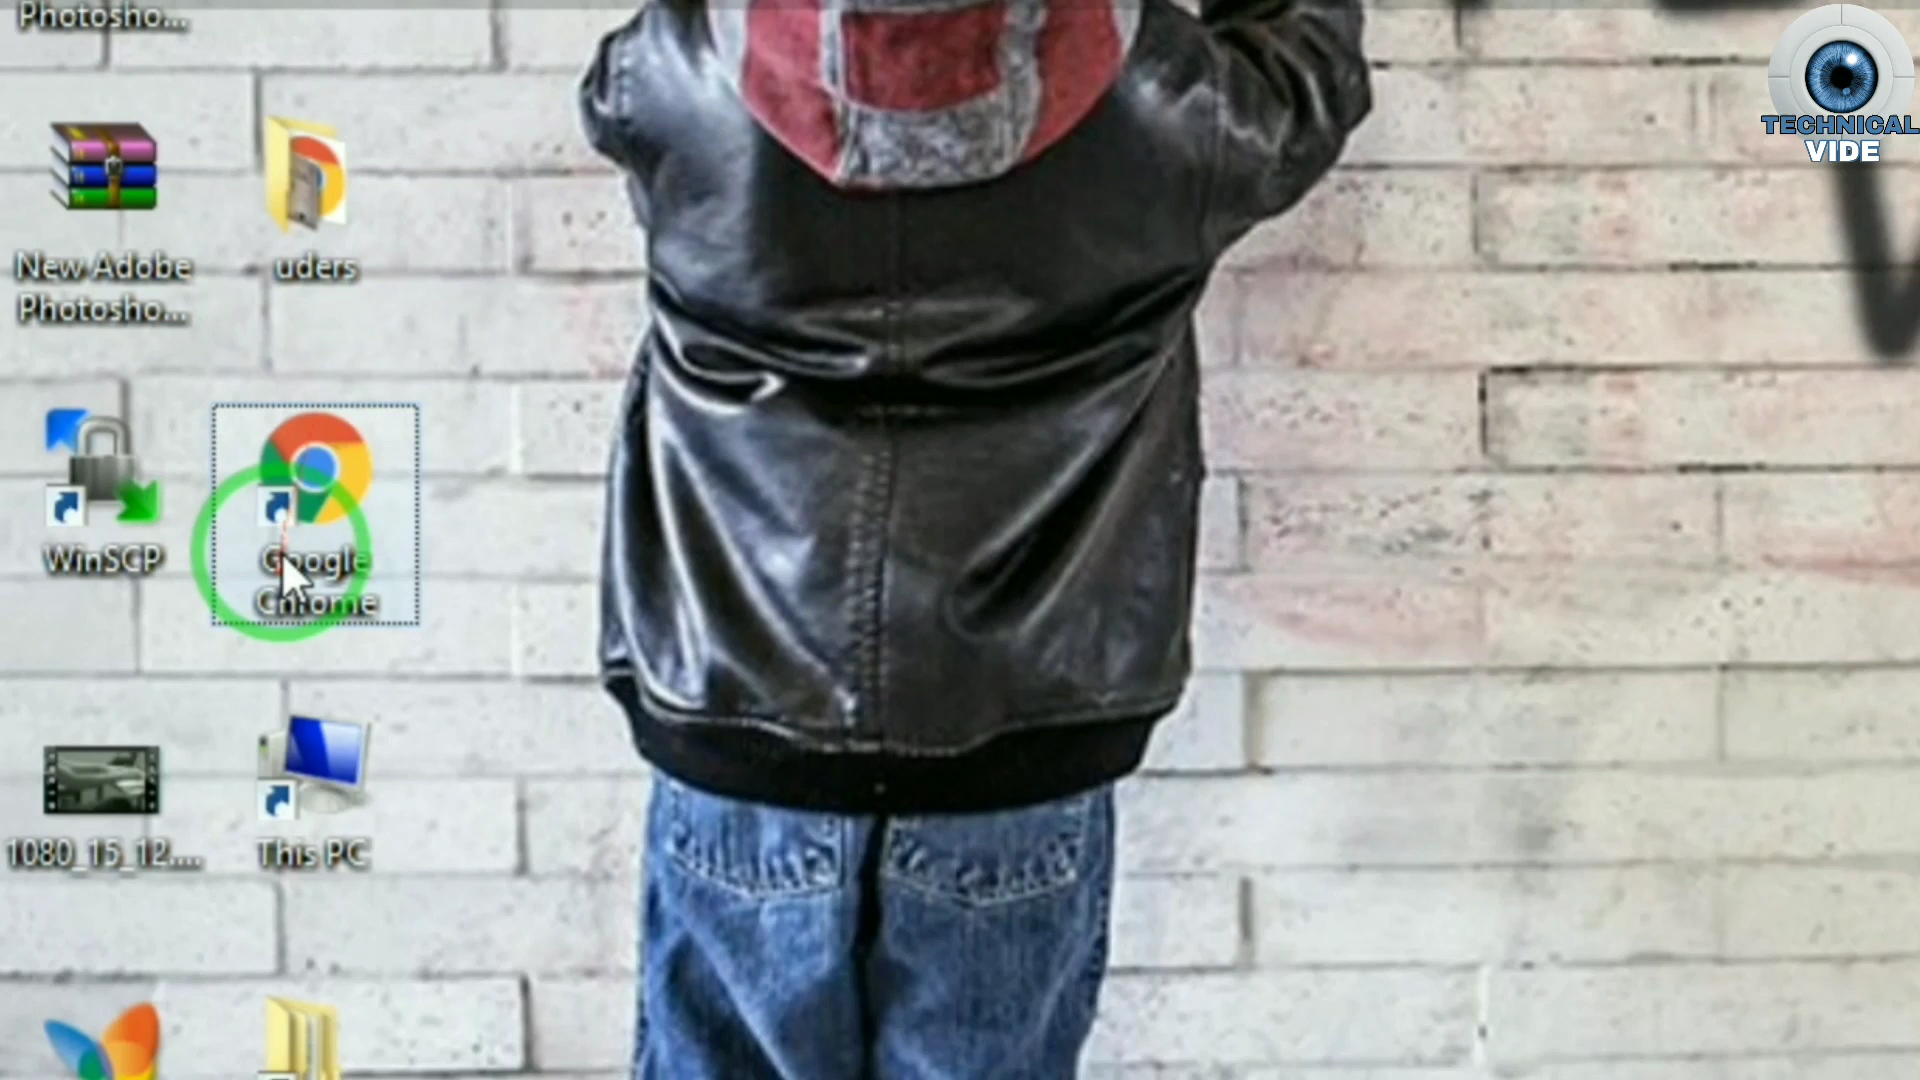 Photosho...
New Adobe
Photosho...
uders
WinSCP
Google
Chrome
1080_15_12....
This PC
TECHNICAL
VIDE